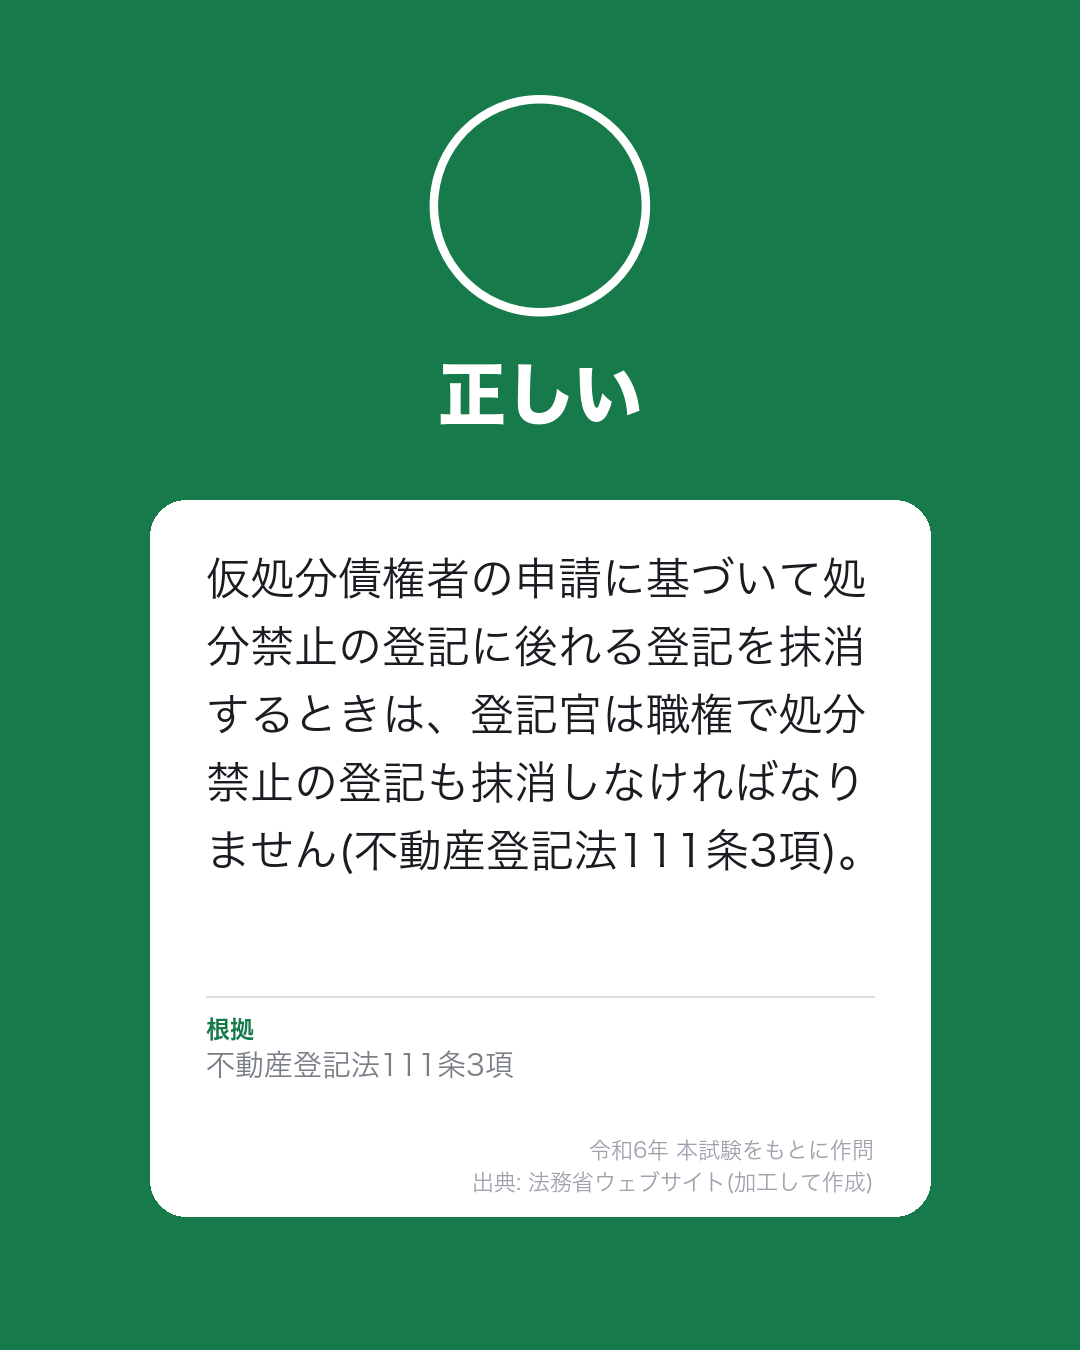 正しい
仮処分債権者の申請に基づいて処
分禁止の登記に後れる登記を抹消
するときは、登記官は職権で処分
禁止の登記も抹消しなければなり
ません(不動産登記法111条3項)。
根拠
不動産登記法111条3項
令和6年 本試験をもとに作問
出典: 法務省ウェブサイト(加工して作成)